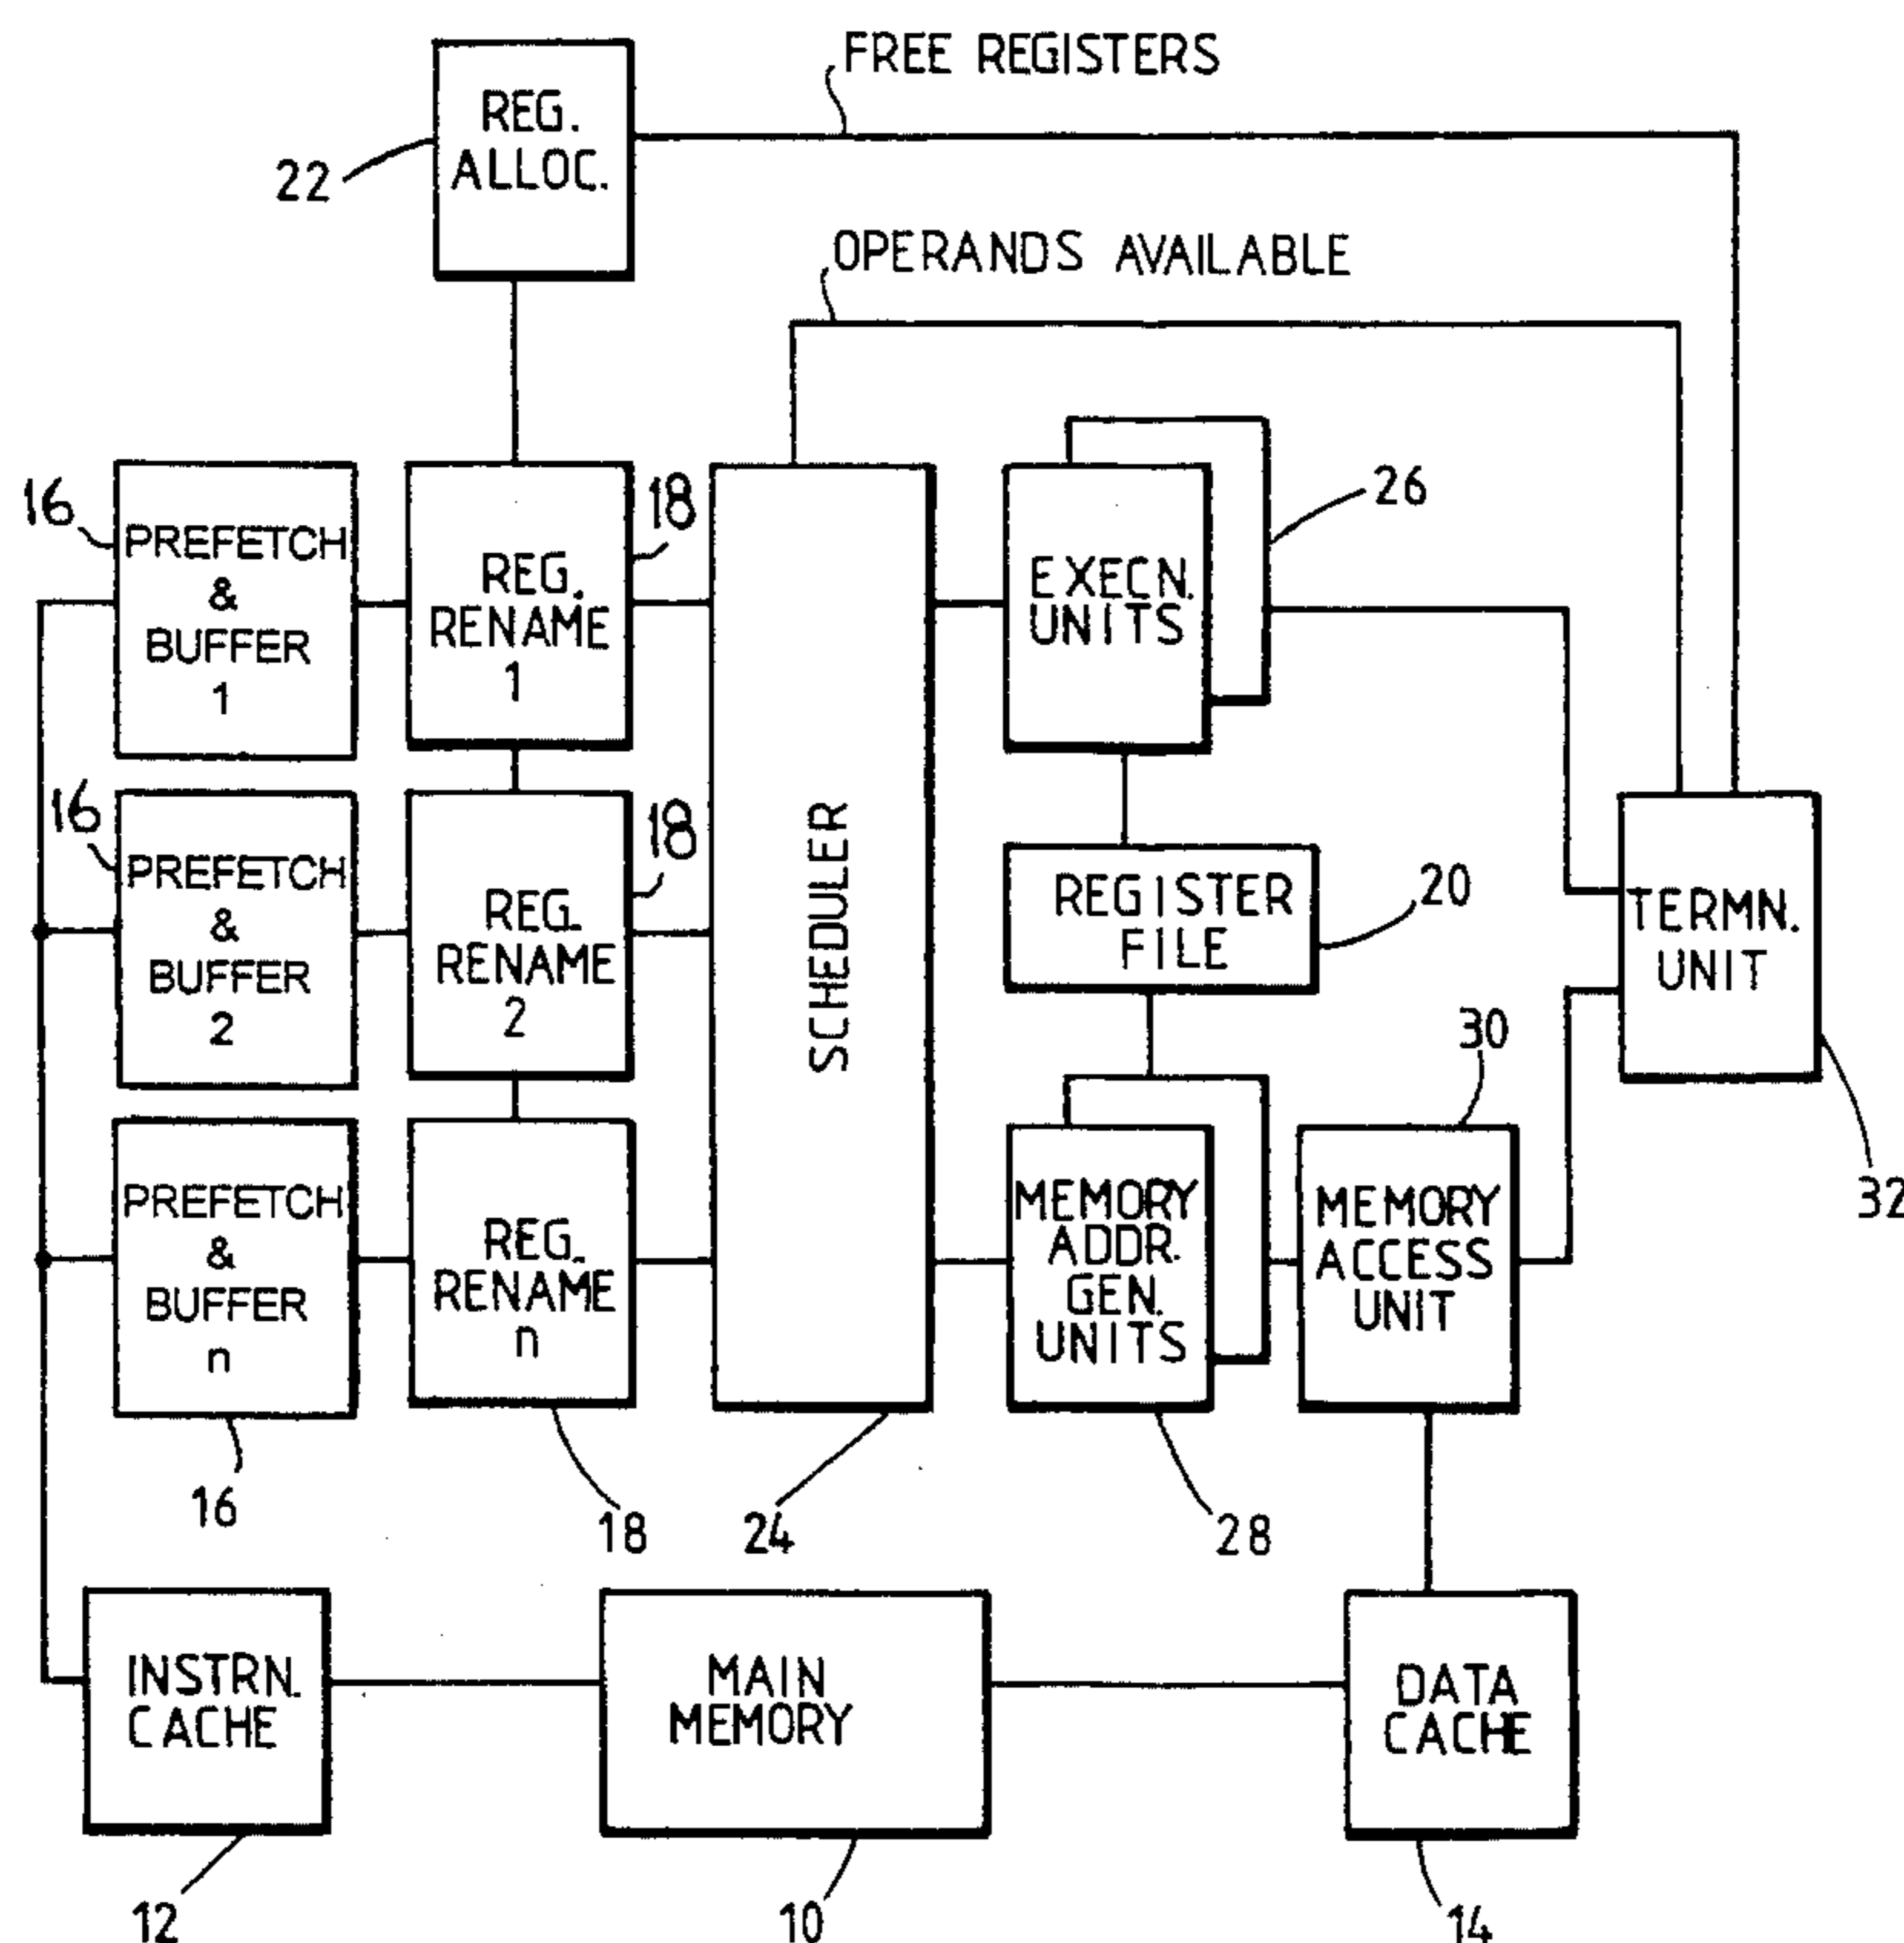 FREE REGISTERS
REG.
ALLOC.
22
OPERANDS AVAILABLE
16
PREFETCH
&
BUFFER
1
18
REG.
RENAME
1
EXECN.
UNITS
26
16
PREFETCH
&
BUFFER
2
18
REG.
RENAME
2
SCHEDULER
REGISTER
FILE
20
TERMN.
UNIT
32
PREFETCH
&
BUFFER
n
16
REG.
RENAME
n
18
24
MEMORY
ADDR.
GEN.
UNITS
28
30
MEMORY
ACCESS
UNIT
INSTRN.
CACHE
12
MAIN
MEMORY
10
DATA
CACHE
14